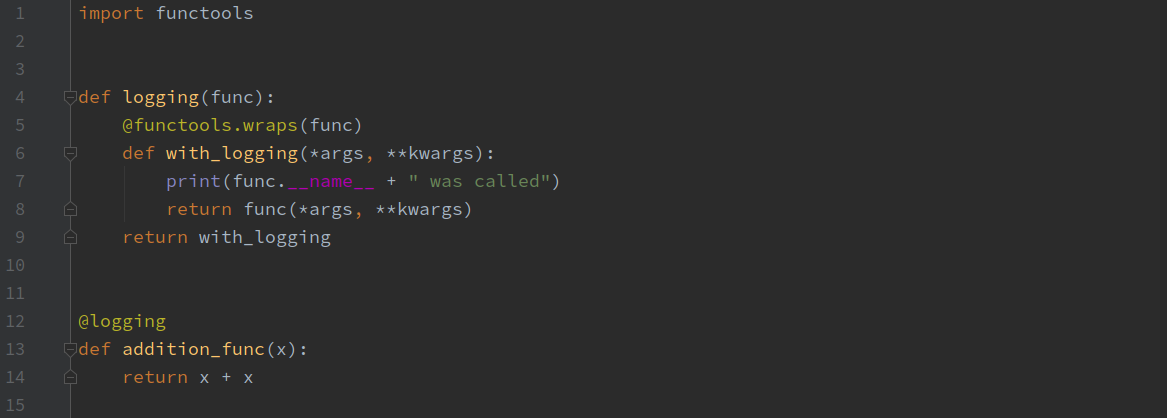 1 import functools
2
3
4 def logging(func):
5     @functools.wraps(func)
6     def with_logging(*args, **kwargs):
7         print(func.__name__ + " was called")
8         return func(*args, **kwargs)
9     return with_logging
10
11
12 @logging
13 def addition_func(x):
14     return x + x
15